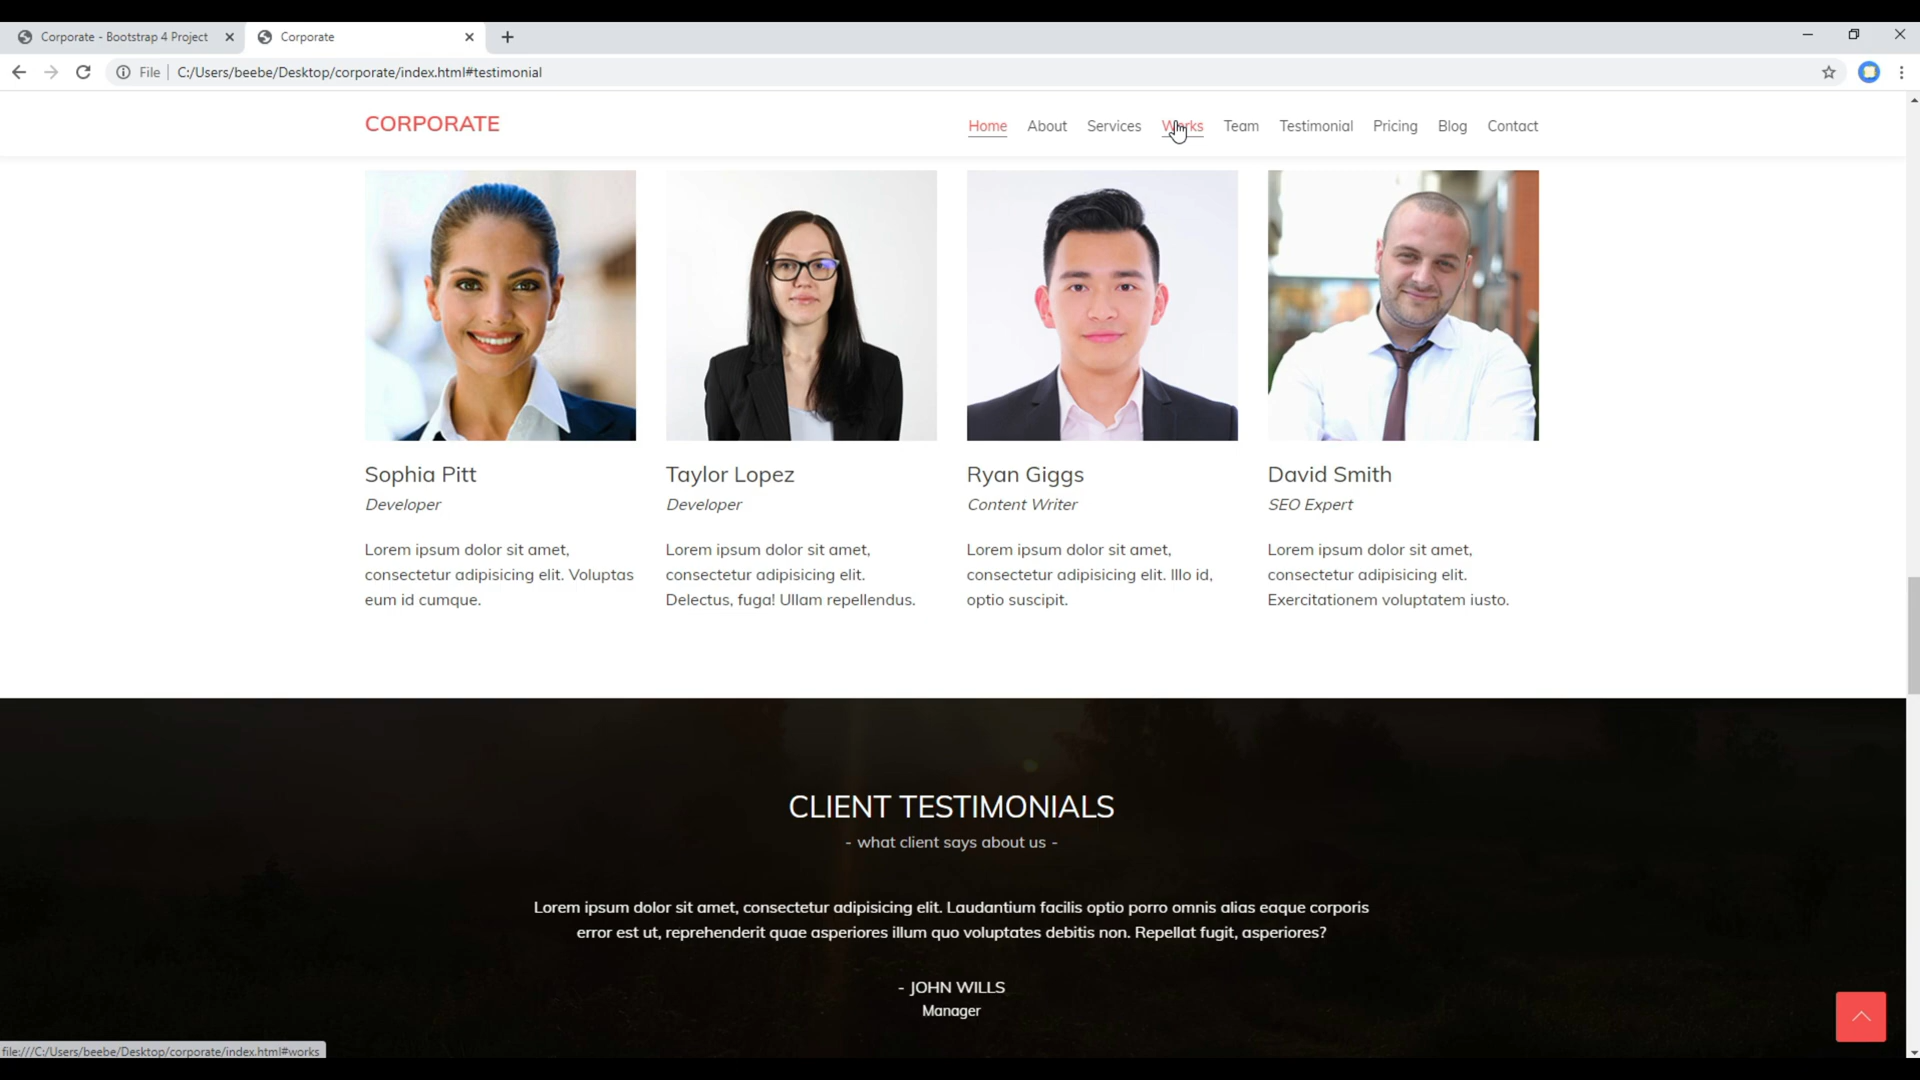 Corporate - Bootstrap 4 Project
Corporate
File
C:/Users/beebe/Desktop/corporate/index.html#testimonial
CORPORATE
Home About Services Works Team Testimonial Pricing Blog Contact
Sophia Pitt
Developer
Lorem ipsum dolor sit amet,
consectetur adipisicing elit. Voluptas
eum id cumque.
Taylor Lopez
Developer
Lorem ipsum dolor sit amet,
consectetur adipisicing elit.
Delectus, fuga! Ullam repellendus.
Ryan Giggs
Content Writer
Lorem ipsum dolor sit amet,
consectetur adipisicing elit. Illo id,
optio suscipit.
David Smith
SEO Expert
Lorem ipsum dolor sit amet,
consectetur adipisicing elit.
Exercitationem voluptatem iusto.
CLIENT TESTIMONIALS
- what client says about us -
Lorem ipsum dolor sit amet, consectetur adipisicing elit. Laudantium facilis optio porro omnis alias eaque corporis
error est ut, reprehenderit quae asperiores illum quo voluptates debitis non. Repellat fugit, asperiores?
- JOHN WILLS
Manager
file:///C:/Users/beebe/Desktop/corporate/index.html#works